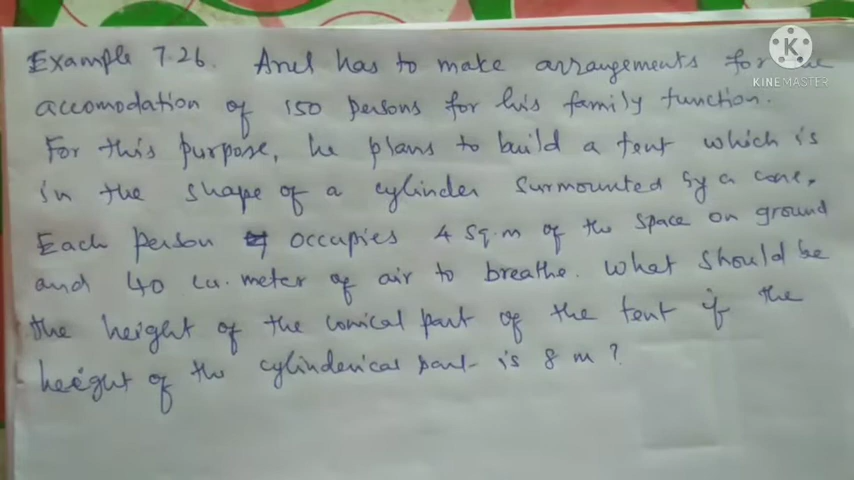 Example 7.26. Arul has to make arrangements for the
accomodation of 150 persons for his family function.
For this purpose, he plans to build a tent which is
in the shape of a cylinder surmounted by a cone.
Each person occupies 4 sq.m of the space on ground
and 40 cu. meter of air to breathe. What should be
the height of the conical part of the tent if the
height of the cylinderical part is 8 m?
K
KINEMASTER